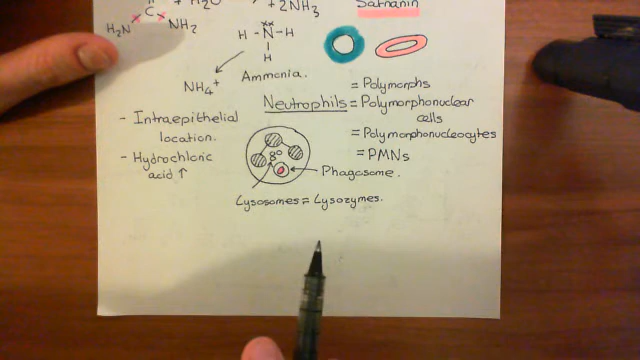 + H₂O
+ 2NH₃
Safranin
C
H₂N
NH₂
H - N - H
H
NH₄⁺
Ammonia.
Neutrophils = Polymorphs
= Polymorphonuclear cells
= Polymorphonucleocytes
= PMNs
- Intraepithelial
location.
- Hydrochloric
acid ↑
Phagosome.
Lysosomes = Lysozymes.